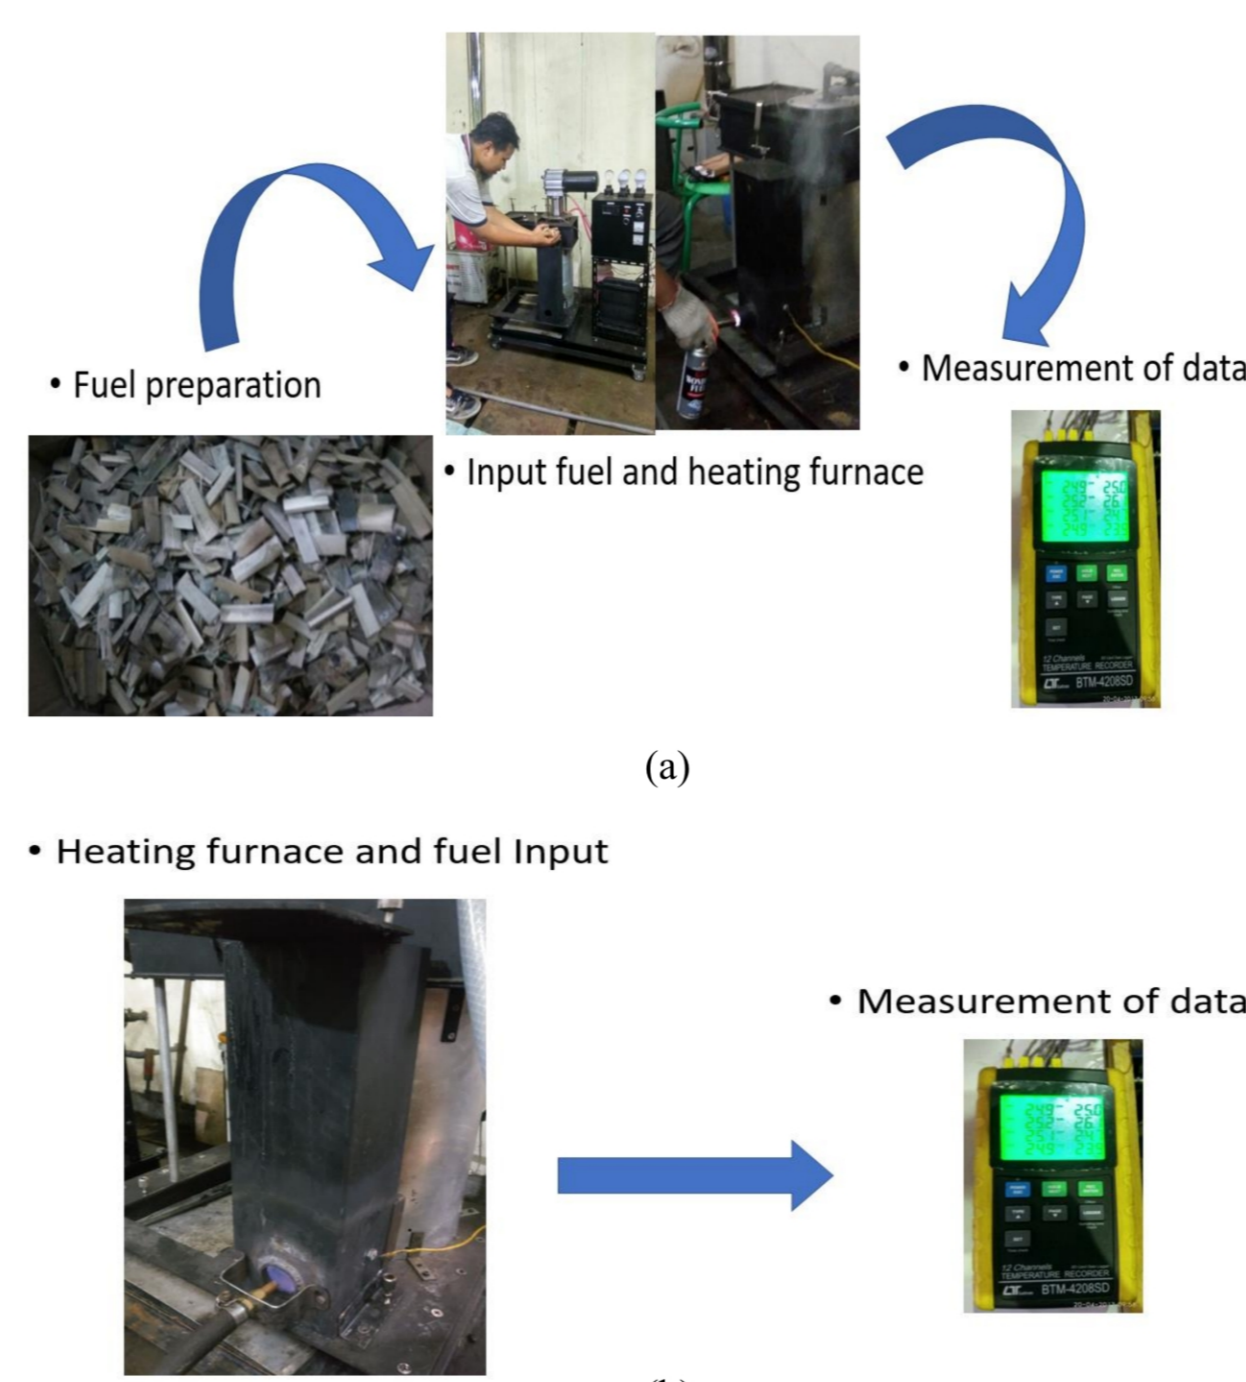 • Fuel preparation
• Input fuel and heating furnace
• Measurement of data
12 Channels
TEMPERATURE RECORDER
BTM-4208SD
(a)
• Heating furnace and fuel Input
• Measurement of data
12 Channels
TEMPERATURE RECORDER
BTM-4208SD